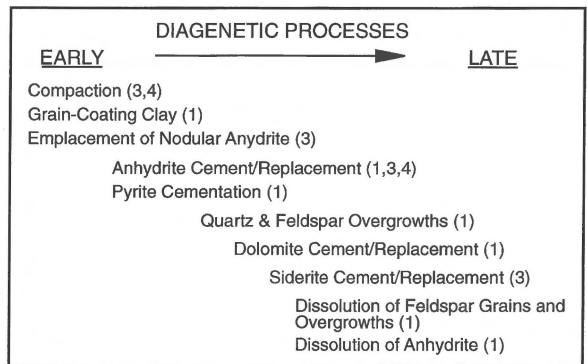 DIAGENETIC PROCESSES
EARLY LATE
Compaction (3,4)
Grain-Coating Clay (1)
Emplacement of Nodular Anydrite (3)
Anhydrite Cement/Replacement (1,3,4)
Pyrite Cementation (1)
Quartz & Feldspar Overgrowths (1)
Dolomite Cement/Replacement (1)
Siderite Cement/Replacement (3)
Dissolution of Feldspar Grains and
Overgrowths (1)
Dissolution of Anhydrite (1)